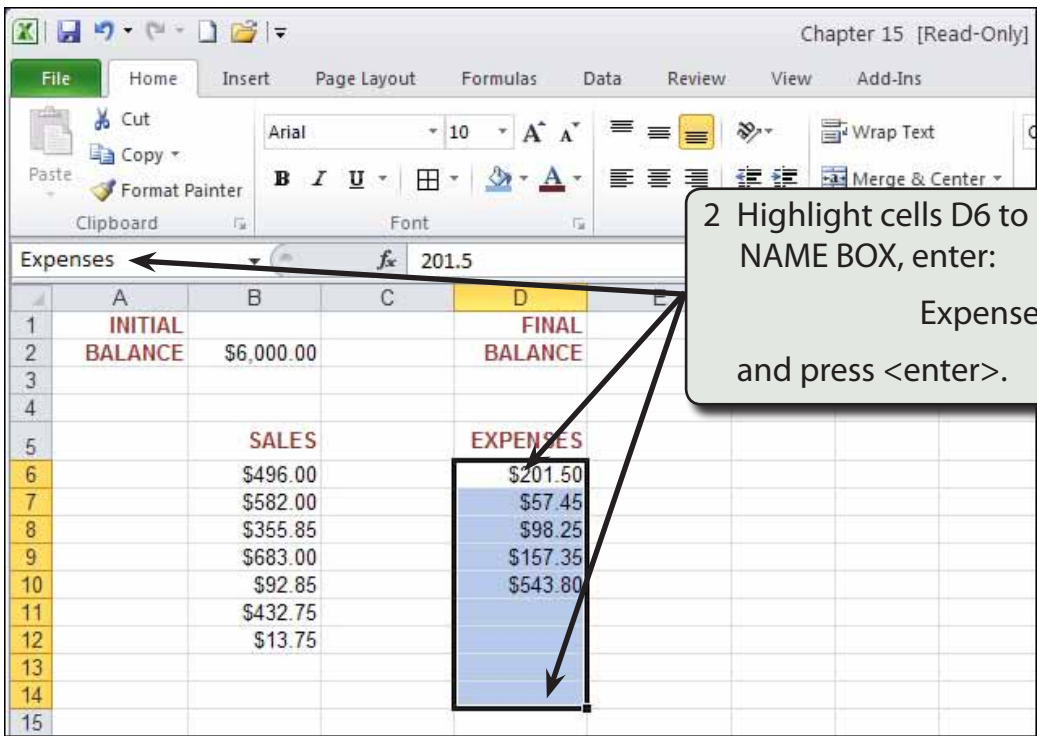 Chapter 15 [Read-Only]
File Home Insert Page Layout Formulas Data Review View Add-Ins
Cut
Copy
Paste
Format Painter
Clipboard
Arial 10 A A
B I U A
Font
Wrap Text
Merge & Center
Expenses fx 201.5
A B C D E
1 INITIAL FINAL
2 BALANCE $6,000.00 BALANCE
3
4
5 SALES EXPENSES
6 $496.00 $201.50
7 $582.00 $57.45
8 $355.85 $98.25
9 $683.00 $157.35
10 $92.85 $543.80
11 $432.75
12 $13.75
13
14
15
2 Highlight cells D6 to
NAME BOX, enter:
Expense
and press <enter>.